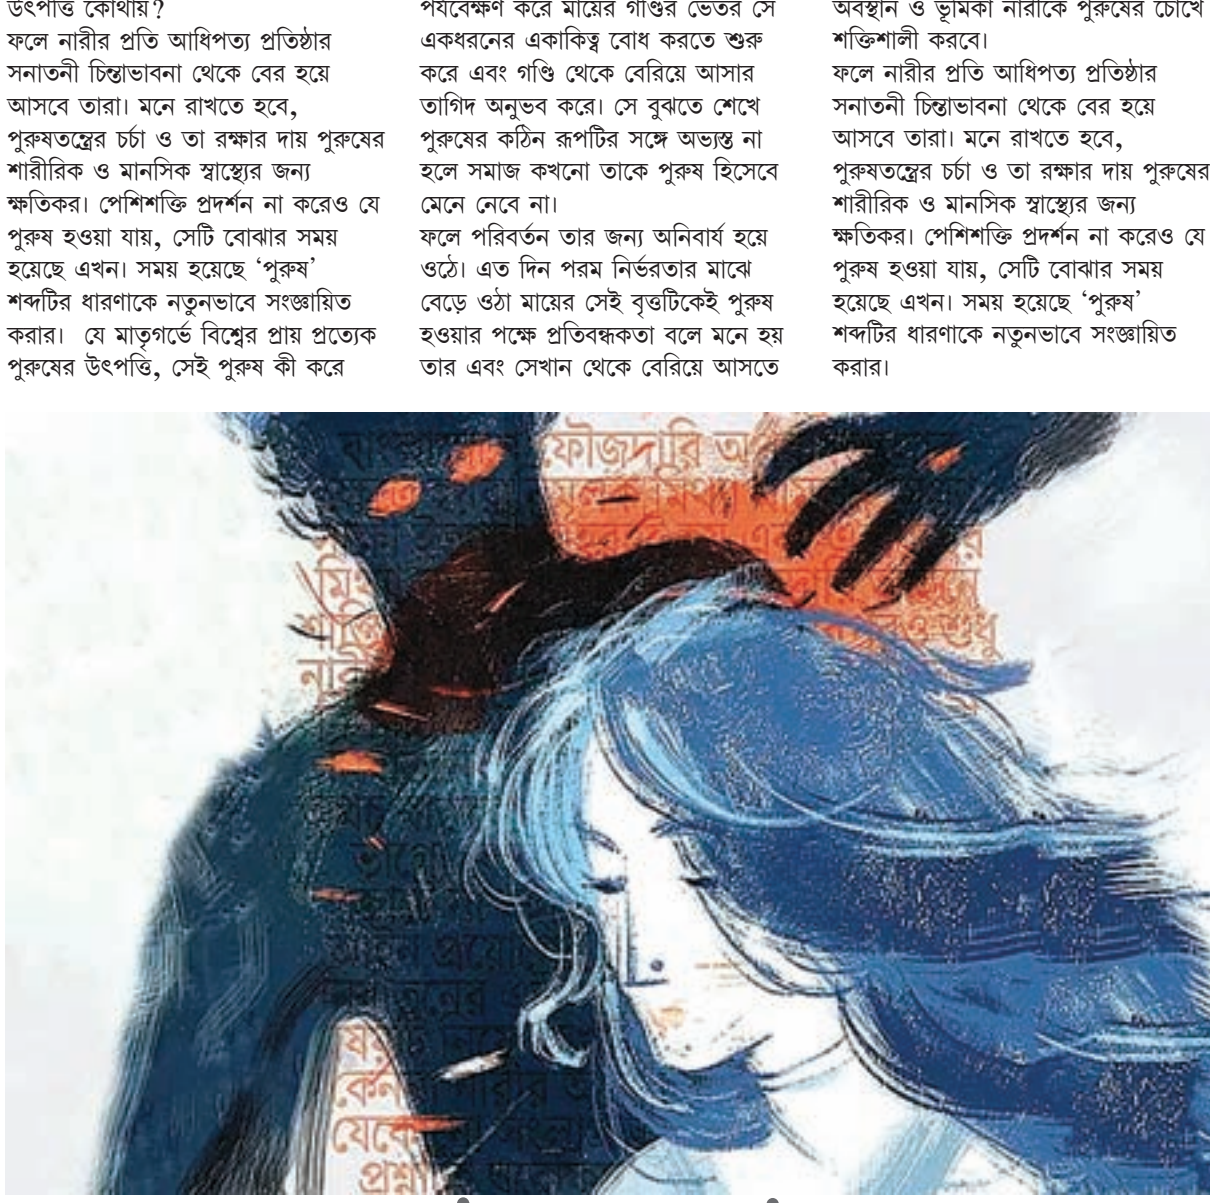 উৎপত্তি কোথায়?
ফলে নারীর প্রতি আধিপত্য প্রতিষ্ঠার
সনাতনী চিন্তাভাবনা থেকে বের হয়ে
আসবে তারা। মনে রাখতে হবে,
পুরুষতন্ত্রের চর্চা ও তা রক্ষার দায় পুরুষের
শারীরিক ও মানসিক স্বাস্থ্যের জন্য
ক্ষতিকর। পেশিশক্তি প্রদর্শন না করেও যে
পুরুষ হওয়া যায়, সেটি বোঝার সময়
হয়েছে এখন। সময় হয়েছে ‘পুরুষ’
শব্দটির ধারণাকে নতুনভাবে সংজ্ঞায়িত
করার। যে মাতৃগর্ভে বিশ্বের প্রায় প্রত্যেক
পুরুষের উৎপত্তি, সেই পুরুষ কী করে
পর্যবেক্ষণ করে মায়ের গণ্ডির ভেতর সে
একধরনের একাকিত্ব বোধ করতে শুরু
করে এবং গণ্ডি থেকে বেরিয়ে আসার
তাগিদ অনুভব করে। সে বুঝতে শেখে
পুরুষের কঠিন রূপটির সঙ্গে অভ্যস্ত না
হলে সমাজ কখনো তাকে পুরুষ হিসেবে
মেনে নেবে না।
ফলে পরিবর্তন তার জন্য অনিবার্য হয়ে
ওঠে। এত দিন পরম নির্ভরতার মাঝে
বেড়ে ওঠা মায়ের সেই বৃত্তটিকেই পুরুষ
হওয়ার পক্ষে প্রতিবন্ধকতা বলে মনে হয়
তার এবং সেখান থেকে বেরিয়ে আসতে
অবস্থান ও ভূমিকা নারীকে পুরুষের চোখে
শক্তিশালী করবে।
ফলে নারীর প্রতি আধিপত্য প্রতিষ্ঠার
সনাতনী চিন্তাভাবনা থেকে বের হয়ে
আসবে তারা। মনে রাখতে হবে,
পুরুষতন্ত্রের চর্চা ও তা রক্ষার দায় পুরুষের
শারীরিক ও মানসিক স্বাস্থ্যের জন্য
ক্ষতিকর। পেশিশক্তি প্রদর্শন না করেও যে
পুরুষ হওয়া যায়, সেটি বোঝার সময়
হয়েছে এখন। সময় হয়েছে ‘পুরুষ’
শব্দটির ধারণাকে নতুনভাবে সংজ্ঞায়িত
করার।
ফৌজদারি
শুধু